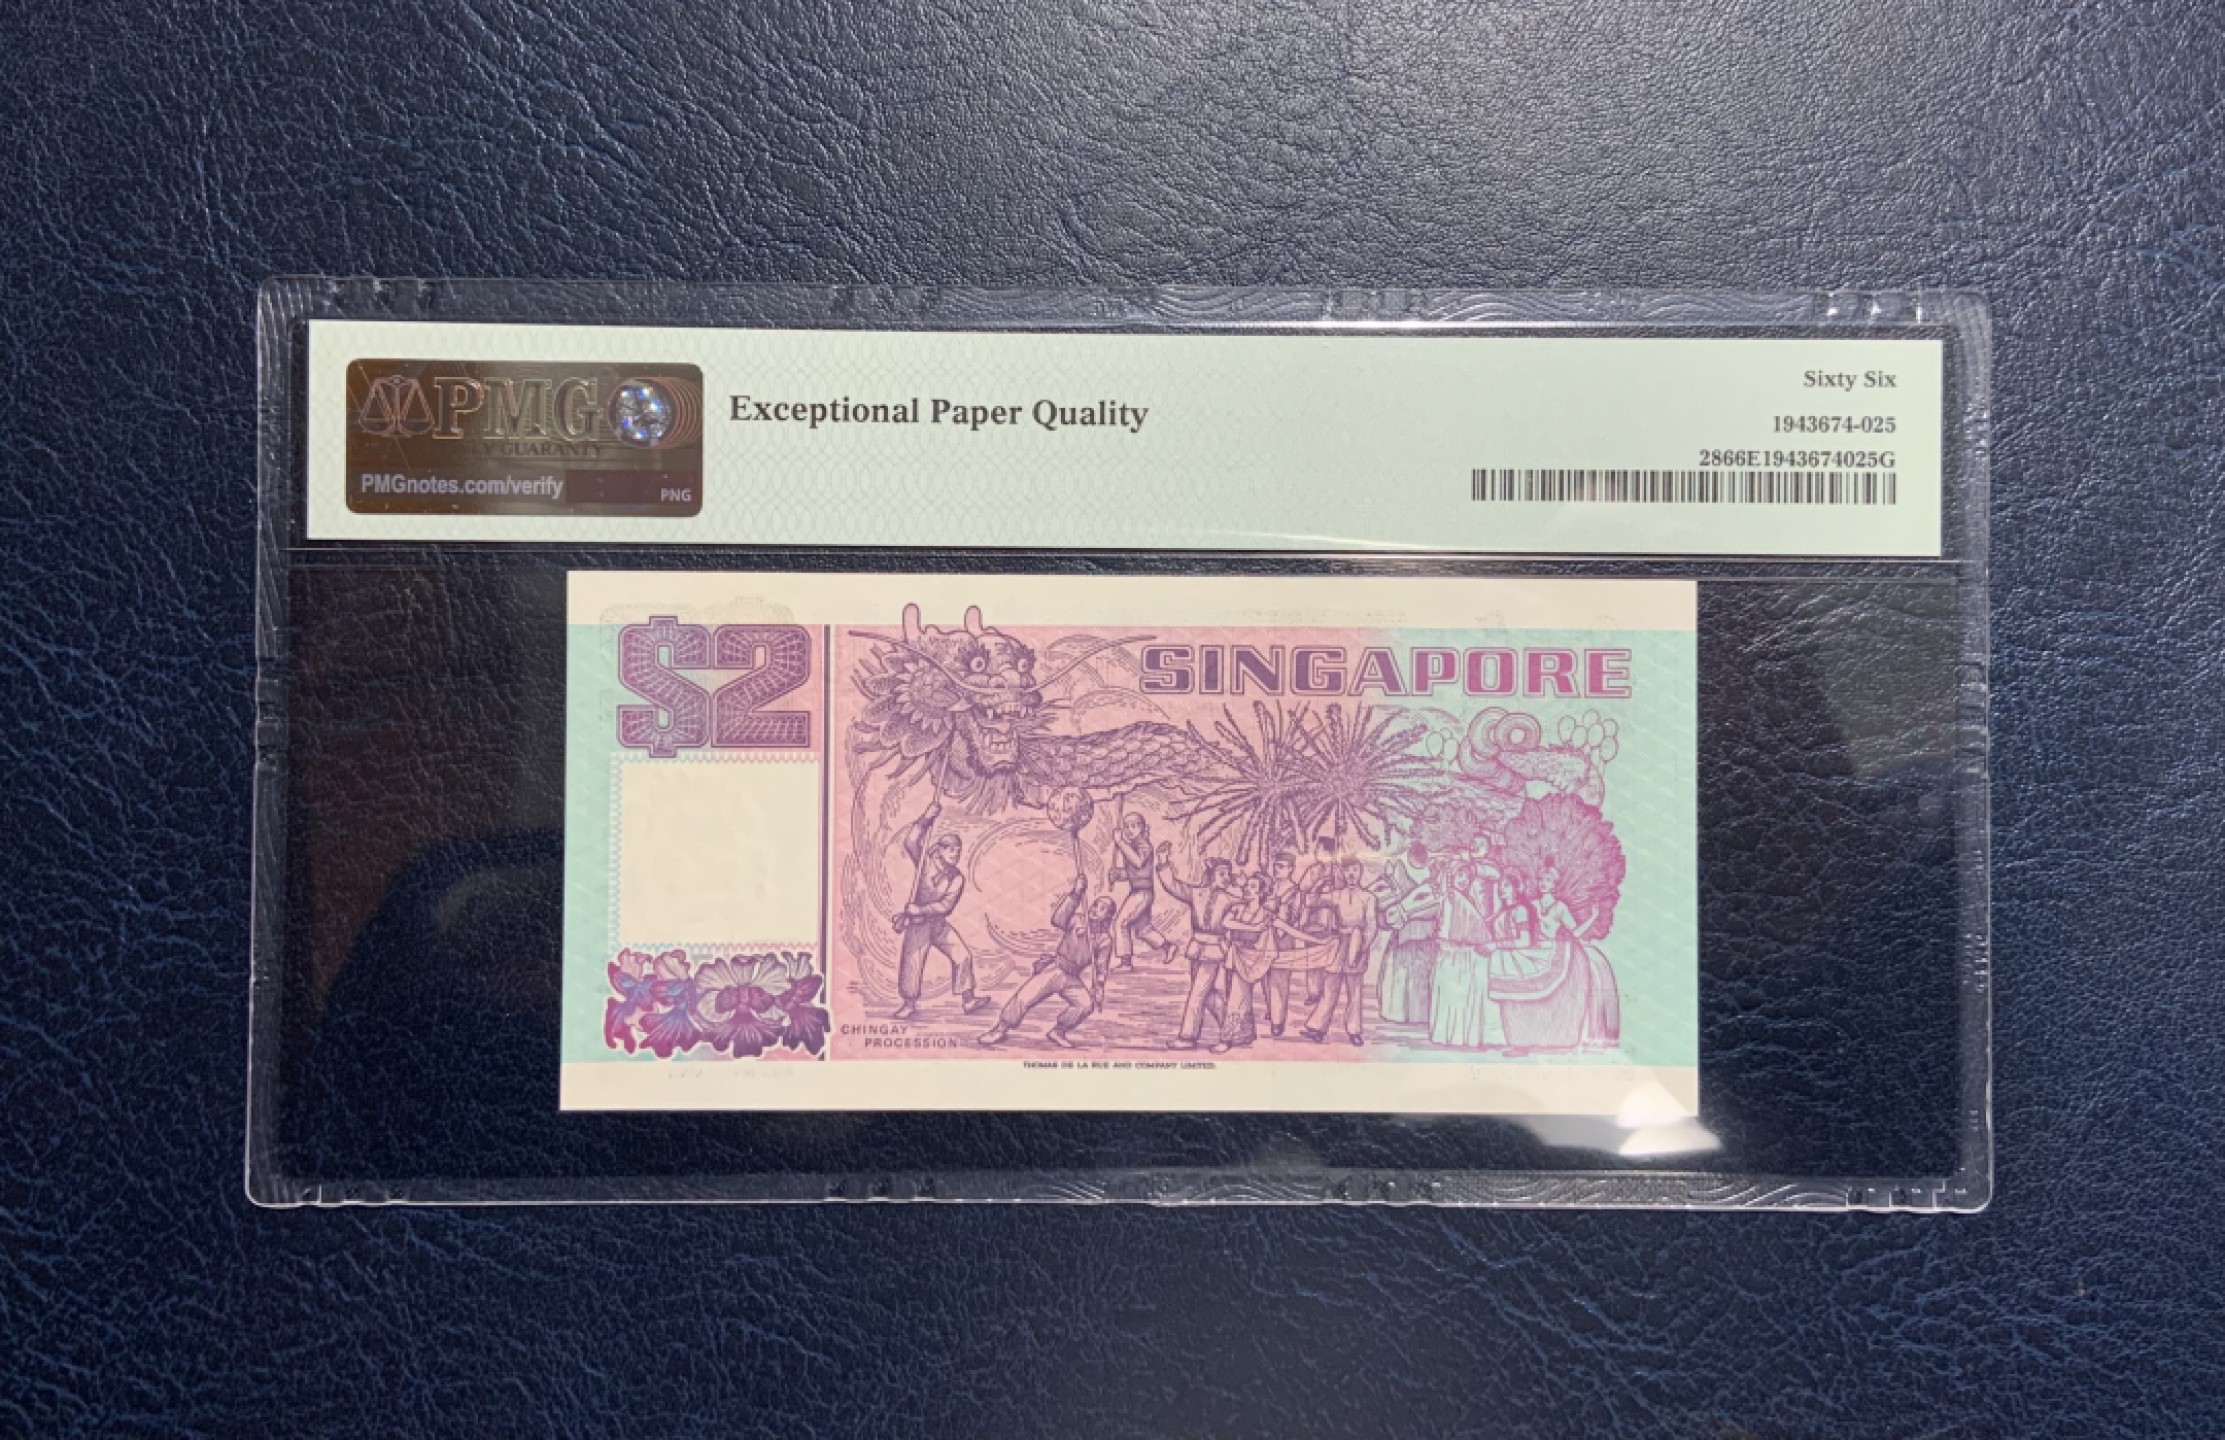 PMG
GUARANTY
PMGnotes.com/verify
PNG
Exceptional Paper Quality
Sixty Six
1943674-025
2866E1943674025G
$2
SINGAPORE
CHINGAY
PROCESSION
THOMAS DE LA RUE AND COMPANY LIMITED.